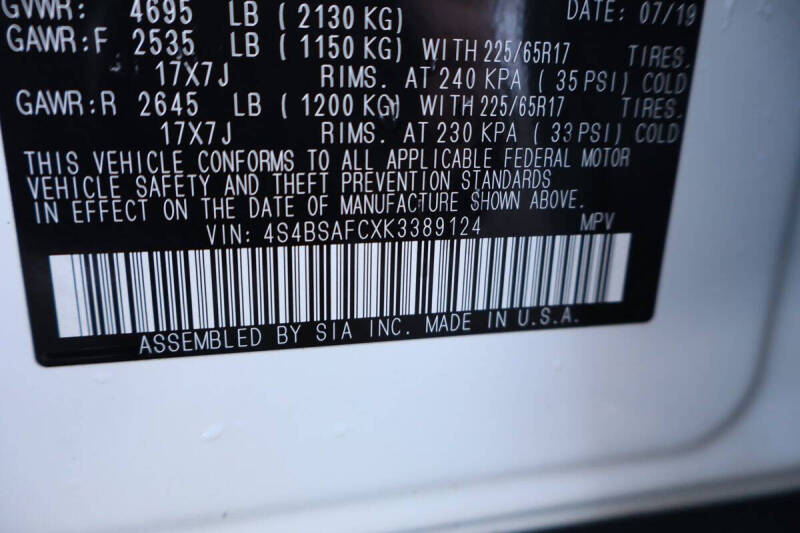 GVWR: 4695 LB (2130 KG) DATE: 07/19
GAWR:F 2535 LB (1150 KG) WITH 225/65R17 TIRES.
17X7J RIMS. AT 240 KPA (35 PSI) COLD
GAWR:R 2645 LB (1200 KG) WITH 225/65R17 TIRES.
17X7J RIMS. AT 230 KPA (33 PSI) COLD
THIS VEHICLE CONFORMS TO ALL APPLICABLE FEDERAL MOTOR
VEHICLE SAFETY AND THEFT PREVENTION STANDARDS
IN EFFECT ON THE DATE OF MANUFACTURE SHOWN ABOVE.
VIN: 4S4BSAFCXK3389124 MPV
ASSEMBLED BY SIA INC. MADE IN U.S.A.